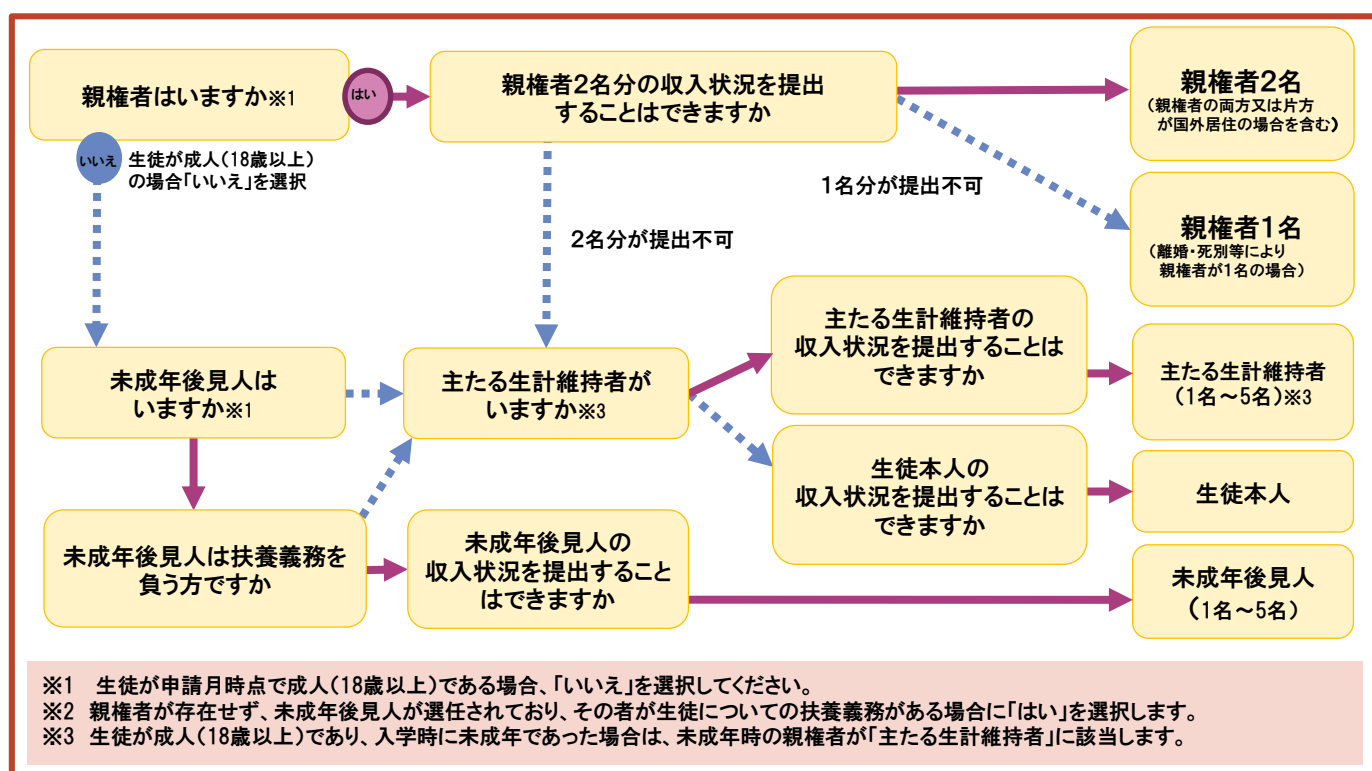 親権者はいますか※1
はい
親権者2名分の収入状況を提出
することはできますか
親権者2名
(親権者の両方又は片方
が国外居住の場合を含む)
いいえ
生徒が成人(18歳以上)
の場合「いいえ」を選択
1名分が提出不可
2名分が提出不可
親権者1名
(離婚・死別等により
親権者が1名の場合)
未成年後見人は
いますか※1
主たる生計維持者が
いますか※3
主たる生計維持者の
収入状況を提出することは
できますか
主たる生計維持者
(1名～5名)※3
生徒本人の
収入状況を提出することは
できますか
生徒本人
未成年後見人は扶養義務を
負う方ですか
未成年後見人の
収入状況を提出すること
はできますか
未成年後見人
(1名～5名)
※1 生徒が申請月時点で成人(18歳以上)である場合、「いいえ」を選択してください。
※2 親権者が存在せず、未成年後見人が選任されており、その者が生徒についての扶養義務がある場合に「はい」を選択します。
※3 生徒が成人(18歳以上)であり、入学時に未成年であった場合は、未成年時の親権者が「主たる生計維持者」に該当します。